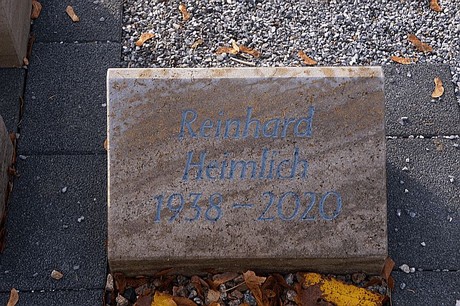 Reinhard
Heimlich
1938 – 2020